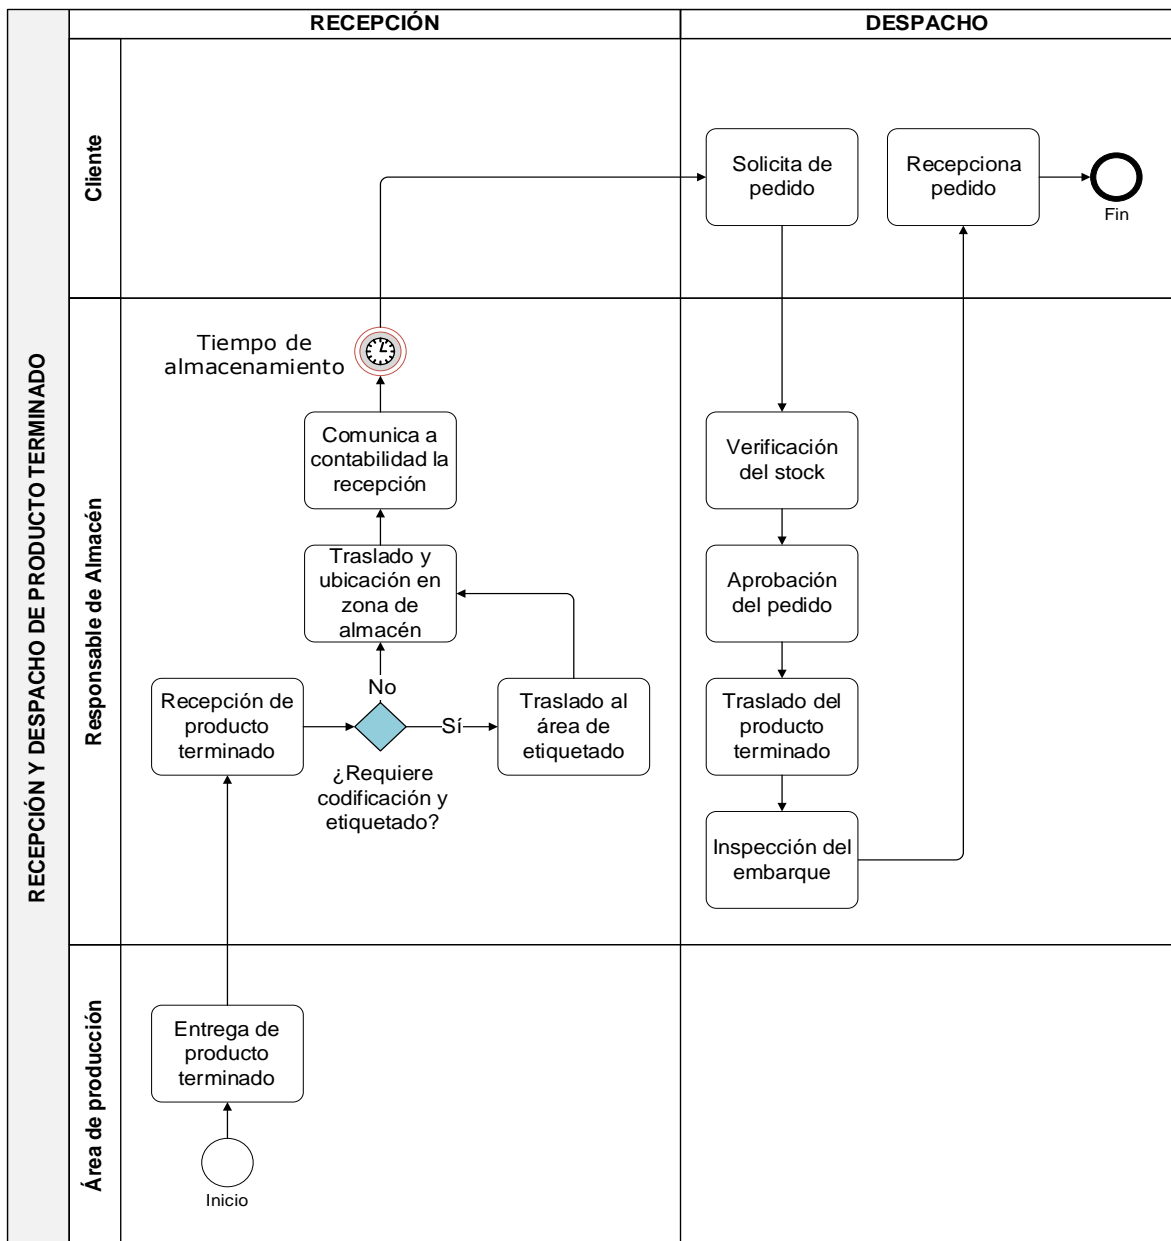 RECEPCIÓN Y DESPACHO DE PRODUCTO TERMINADO
RECEPCIÓN
DESPACHO
Cliente
Solicita de
pedido
Recepciona
pedido
Fin
Responsable de Almacén
Tiempo de
almacenamiento
Comunica a
contabilidad la
recepción
Traslado y
ubicación en
zona de
almacén
No
Recepción de
producto
terminado
Sí
Traslado al
área de
etiquetado
¿Requiere
codificación y
etiquetado?
Verificación
del stock
Aprobación
del pedido
Traslado del
producto
terminado
Inspección del
embarque
Área de producción
Entrega de
producto
terminado
Inicio